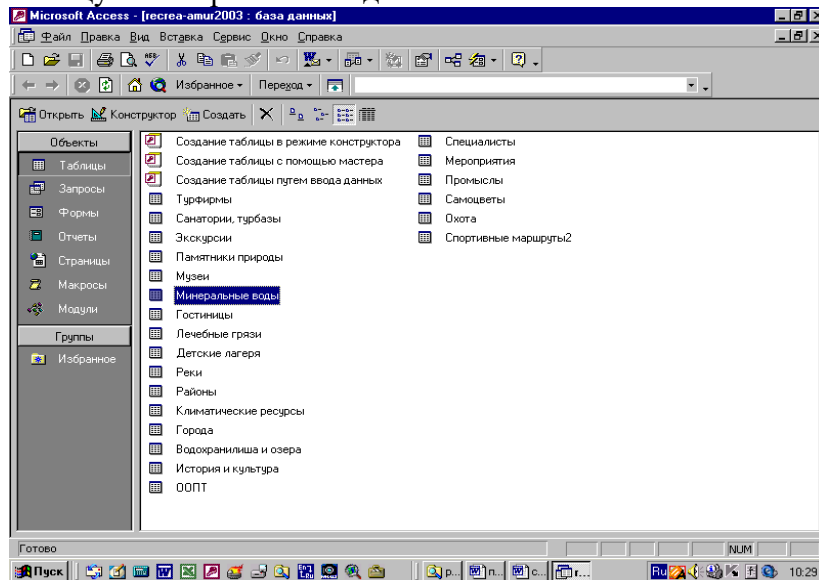 Microsoft Access - [recrea-amur2003 : база данных]
Файл Правка Вид Вставка Сервис Окно Справка
Избранное Переход
Открыть Конструктор Создать
Объекты
Таблицы
Запросы
Формы
Отчеты
Страницы
Макросы
Модули
Группы
Избранное
Создание таблицы в режиме конструктора
Создание таблицы с помощью мастера
Создание таблицы путем ввода данных
Турфирмы
Санатории, турбазы
Экскурсии
Памятники природы
Музеи
Минеральные воды
Гостиницы
Лечебные грязи
Детские лагеря
Реки
Районы
Климатические ресурсы
Города
Водохранилиша и озера
История и культура
ООПТ
Специалисты
Мероприятия
Промыслы
Самоцветы
Охота
Спортивные маршруты2
Готово
NUM
Пуск
р... п... с... r...
Ru
10:29